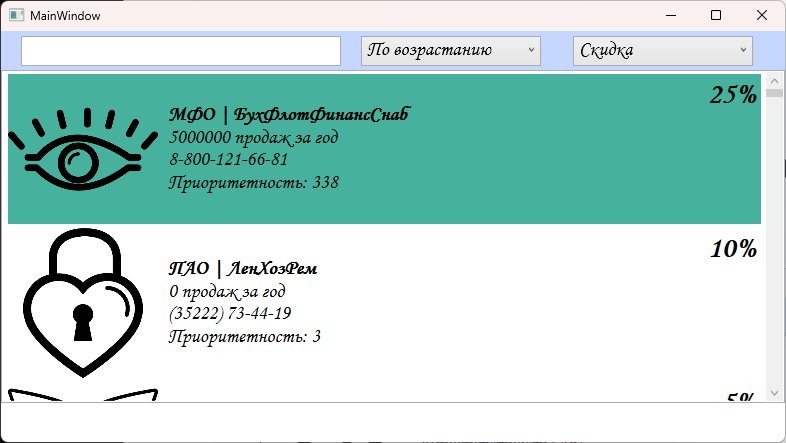 MainWindow
По возрастанию
Скидка
25%
МФО | БухФлотФинансСнаб
5000000 продаж за год
8-800-121-66-81
Приоритетность: 338
10%
ПАО | ЛенХозРем
0 продаж за год
(35222) 73-44-19
Приоритетность: 3
5%